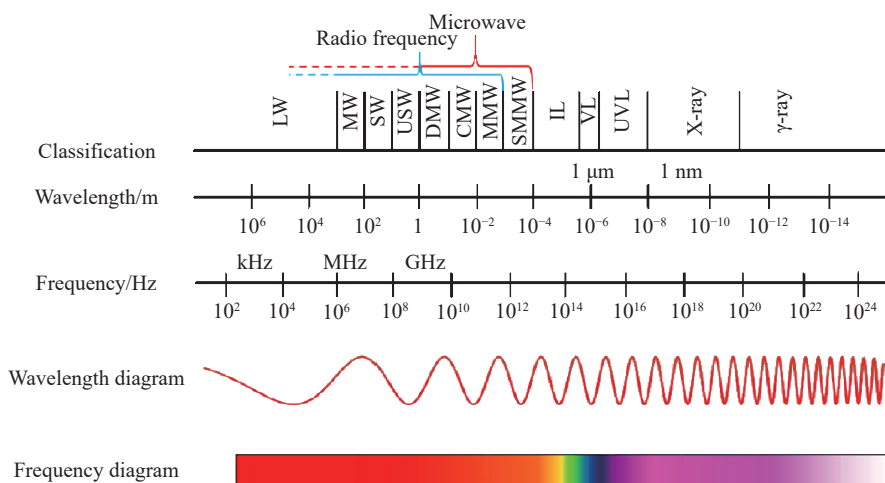 Microwave
Radio frequency
LW MW SW USW DMW CMW MMW SMMW IL VL UVL X-ray γ-ray
Classification
1 μm 1 nm
Wavelength/m
10⁶ 10⁴ 10² 1 10⁻² 10⁻⁴ 10⁻⁶ 10⁻⁸ 10⁻¹⁰ 10⁻¹² 10⁻¹⁴
kHz MHz GHz
Frequency/Hz
10² 10⁴ 10⁶ 10⁸ 10¹⁰ 10¹² 10¹⁴ 10¹⁶ 10¹⁸ 10²⁰ 10²² 10²⁴
Wavelength diagram
Frequency diagram